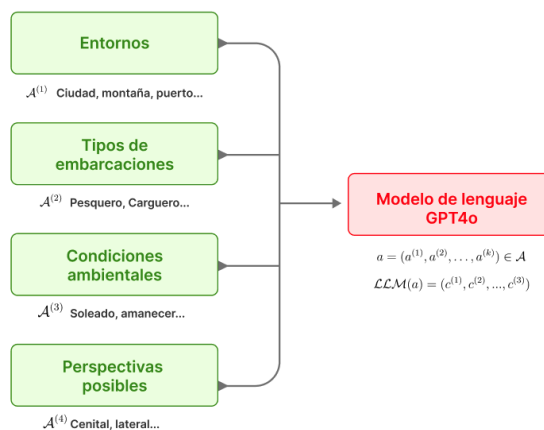 Entornos
𝒜^(1) Ciudad, montaña, puerto...
Tipos de
embarcaciones
𝒜^(2) Pesquero, Carguero...
Condiciones
ambientales
𝒜^(3) Soleado, amanecer...
Perspectivas
posibles
𝒜^(4) Cenital, lateral...
Modelo de lenguaje
GPT4o
a = (a^(1), a^(2), . . . , a^(k)) ∈ 𝒜
ℒℒℳ(a) = (c^(1), c^(2), ..., c^(3))